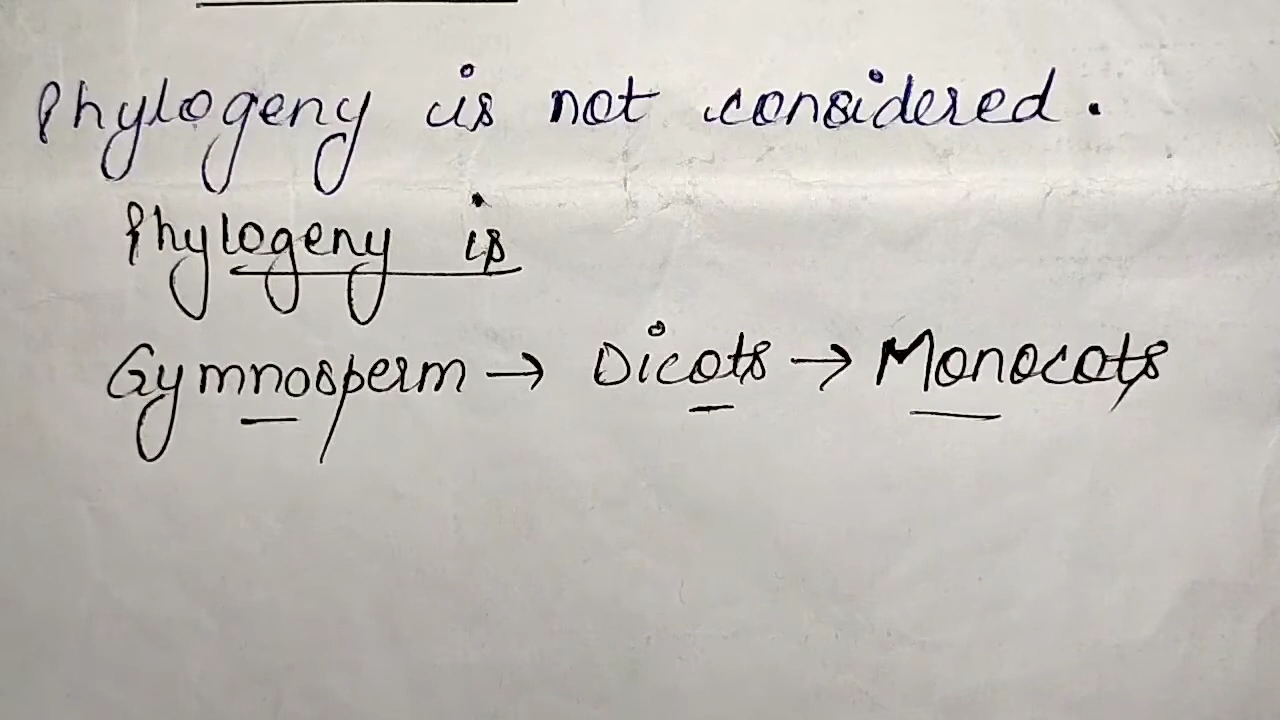 Phylogeny is not considered.
Phylogeny is
Gymnosperm → Dicots → Monocots